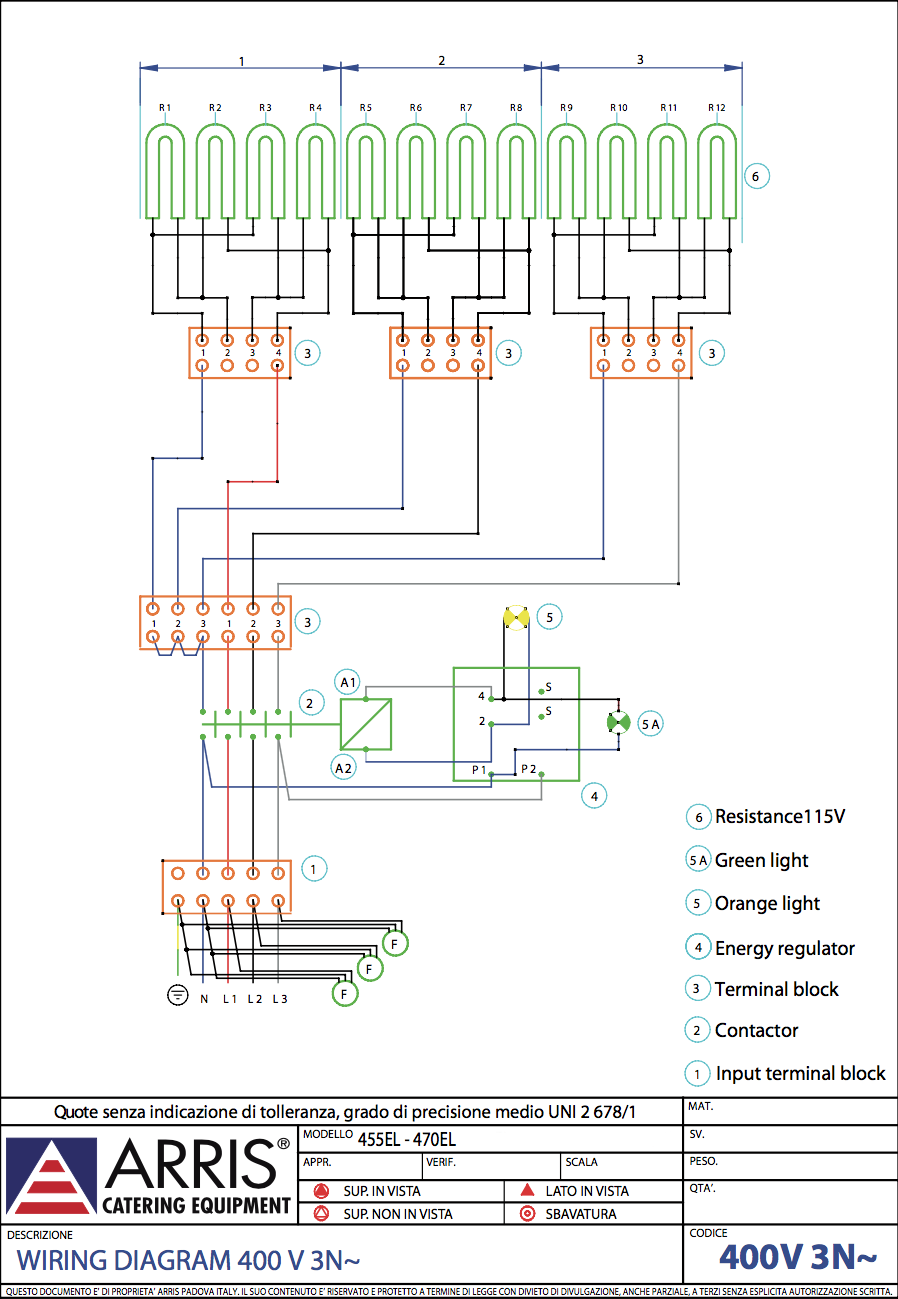 1 2 3
R1 R2 R3 R4 R5 R6 R7 R8 R9 R10 R11 R12
6
1 2 3 4 3 1 2 3 4 3 1 2 3 4 3
1 2 3 1 2 3 3
5
A1 2 4 S
2 S 5A
A2 P1 P2
4
6 Resistance115V
5A Green light
5 Orange light
4 Energy regulator
3 Terminal block
2 Contactor
1 Input terminal block
1
F
F
F
N L1 L2 L3
Quote senza indicazione di tolleranza, grado di precisione medio UNI 2 678/1
MAT.
ARRIS®
CATERING EQUIPMENT
MODELLO 455EL - 470EL
SV.
APPR. VERIF. SCALA
PESO.
SUP. IN VISTA LATO IN VISTA
QTA'.
SUP. NON IN VISTA SBAVATURA
DESCRIZIONE
WIRING DIAGRAM 400 V 3N~
CODICE
400V 3N~
QUESTO DOCUMENTO E' DI PROPRIETA' ARRIS PADOVA ITALY. IL SUO CONTENUTO E' RISERVATO E PROTETTO A TERMINE DI LEGGE CON DIVIETO DI DIVULGAZIONE, ANCHE PARZIALE, A TERZI SENZA ESPLICITA AUTORIZZAZIONE SCRITTA.